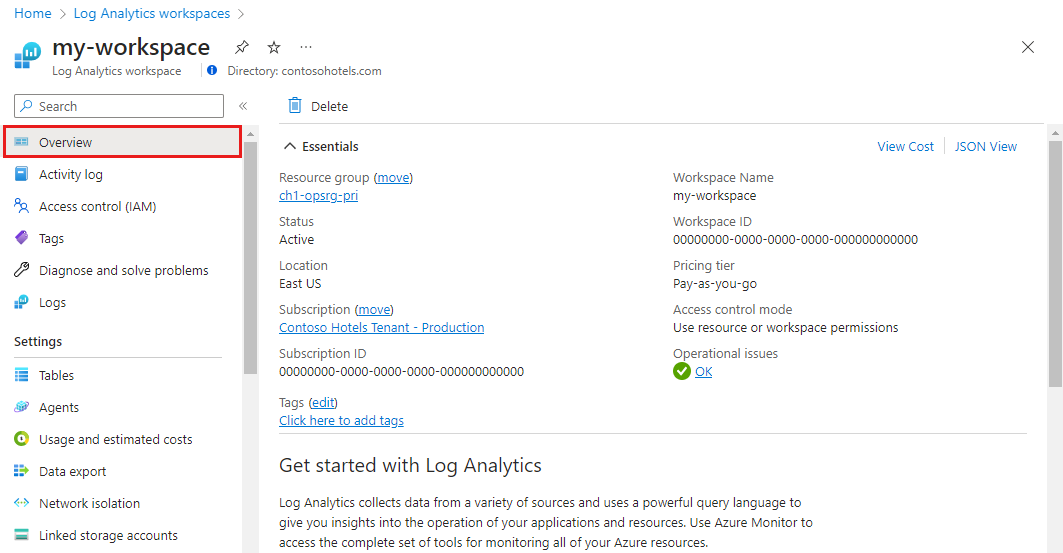 Home > Log Analytics workspaces >
my-workspace
Log Analytics workspace
Directory: contosohotels.com
Search
Overview
Activity log
Access control (IAM)
Tags
Diagnose and solve problems
Logs
Settings
Tables
Agents
Usage and estimated costs
Data export
Network isolation
Linked storage accounts
Delete
Essentials
View Cost
JSON View
Resource group (move)
ch1-opsrg-pri
Status
Active
Location
East US
Subscription (move)
Contoso Hotels Tenant - Production
Subscription ID
00000000-0000-0000-0000-000000000000
Tags (edit)
Click here to add tags
Workspace Name
my-workspace
Workspace ID
00000000-0000-0000-0000-000000000000
Pricing tier
Pay-as-you-go
Access control mode
Use resource or workspace permissions
Operational issues
OK
Get started with Log Analytics
Log Analytics collects data from a variety of sources and uses a powerful query language to
give you insights into the operation of your applications and resources. Use Azure Monitor to
access the complete set of tools for monitoring all of your Azure resources.